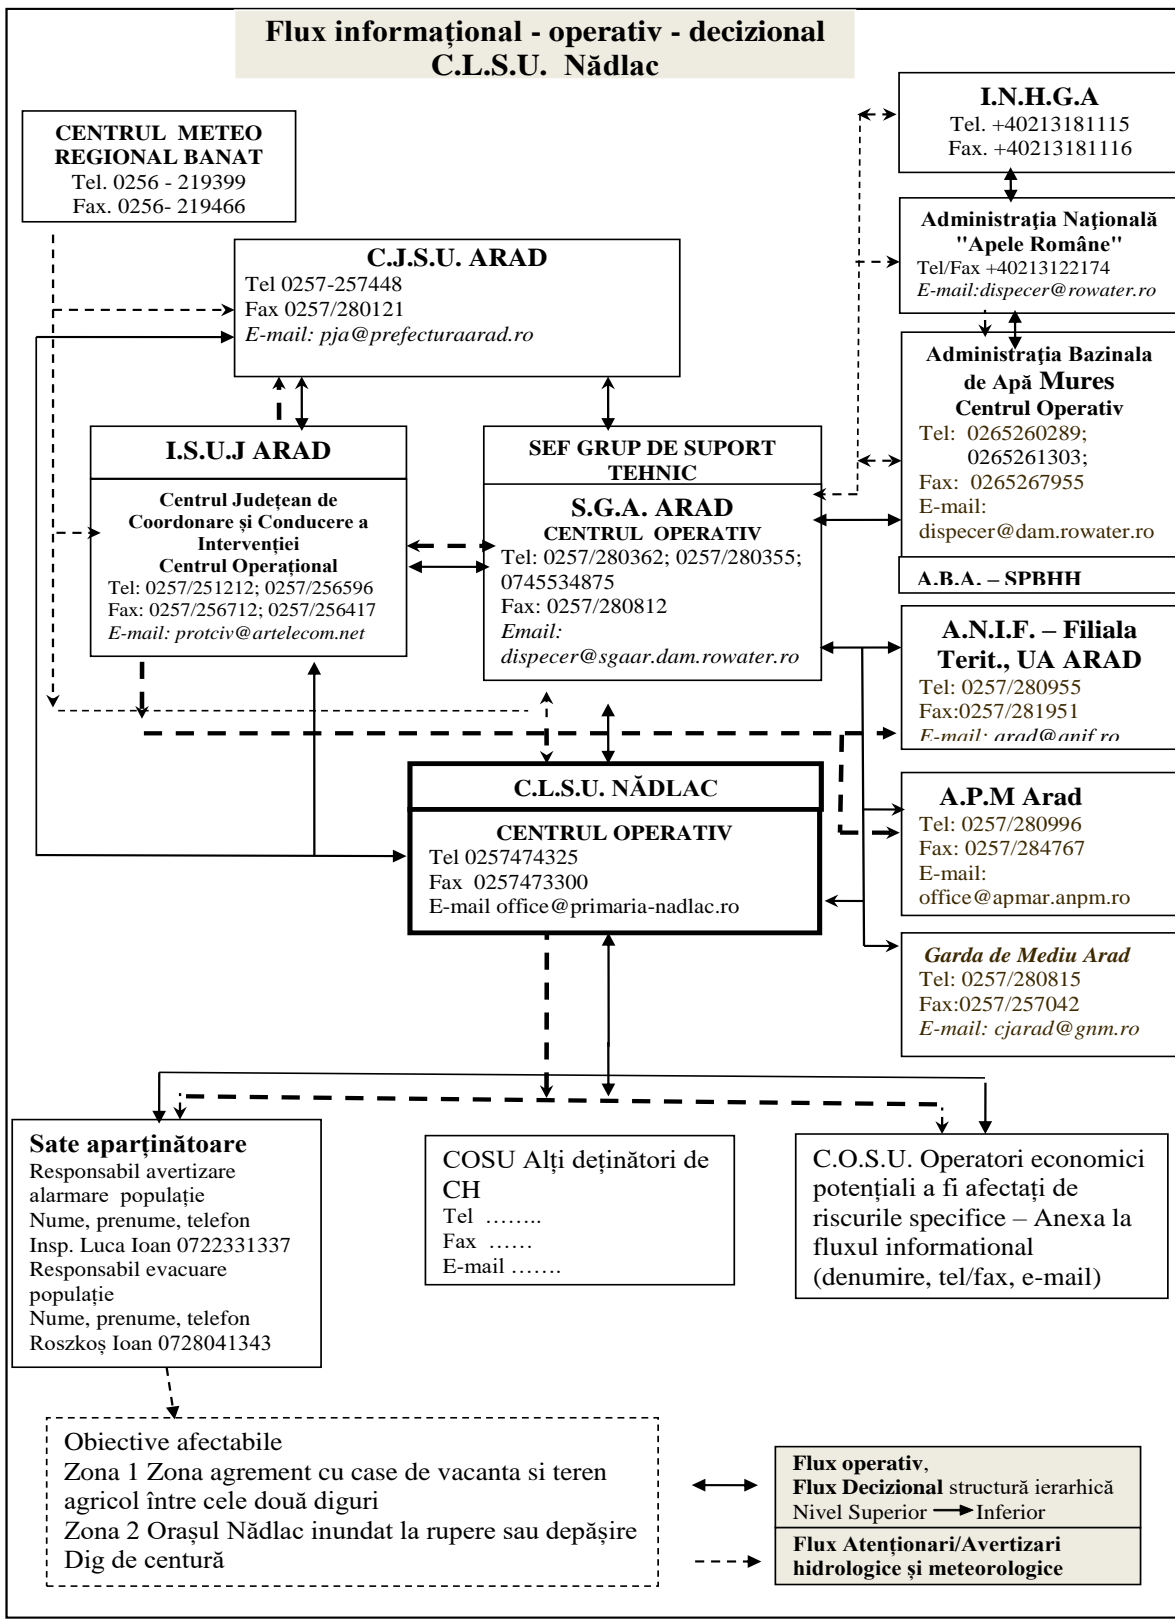 Flux informațional - operativ - decizional
C.L.S.U. Nădlac
I.N.H.G.A
Tel. +40213181115
Fax. +40213181116
CENTRUL METEO
REGIONAL BANAT
Tel. 0256 - 219399
Fax. 0256- 219466
Administraţia Naţională
"Apele Române"
Tel/Fax +40213122174
E-mail:dispecer@rowater.ro
C.J.S.U. ARAD
Tel 0257-257448
Fax 0257/280121
E-mail: pja@prefecturaarad.ro
Administraţia Bazinala
de Apă Mures
Centrul Operativ
Tel: 0265260289;
0265261303;
Fax: 0265267955
E-mail:
dispecer@dam.rowater.ro
A.B.A. – SPBHH
I.S.U.J ARAD
Centrul Județean de
Coordonare și Conducere a
Intervenției
Centrul Operațional
Tel: 0257/251212; 0257/256596
Fax: 0257/256712; 0257/256417
E-mail: protciv@artelecom.net
SEF GRUP DE SUPORT
TEHNIC
S.G.A. ARAD
CENTRUL OPERATIV
Tel: 0257/280362; 0257/280355;
0745534875
Fax: 0257/280812
Email:
dispecer@sgaar.dam.rowater.ro
A.N.I.F. – Filiala
Terit., UA ARAD
Tel: 0257/280955
Fax:0257/281951
E-mail: arad@anif.ro
C.L.S.U. NĂDLAC
CENTRUL OPERATIV
Tel 0257474325
Fax 0257473300
E-mail office@primaria-nadlac.ro
A.P.M Arad
Tel: 0257/280996
Fax: 0257/284767
E-mail:
office@apmar.anpm.ro
Garda de Mediu Arad
Tel: 0257/280815
Fax:0257/257042
E-mail: cjarad@gnm.ro
Sate aparținătoare
Responsabil avertizare
alarmare populație
Nume, prenume, telefon
Insp. Luca Ioan 0722331337
Responsabil evacuare
populație
Nume, prenume, telefon
Roszkoș Ioan 0728041343
COSU Alți deținători de
CH
Tel ……..
Fax ……
E-mail …….
C.O.S.U. Operatori economici
potențiali a fi afectați de
riscurile specifice – Anexa la
fluxul informational
(denumire, tel/fax, e-mail)
Obiective afectabile
Zona 1 Zona agrement cu case de vacanta si teren
agricol între cele două diguri
Zona 2 Orașul Nădlac inundat la rupere sau depășire
Dig de centură
Flux operativ,
Flux Decizional structură ierarhică
Nivel Superior Inferior
Flux Atenționari/Avertizari
hidrologice și meteorologice